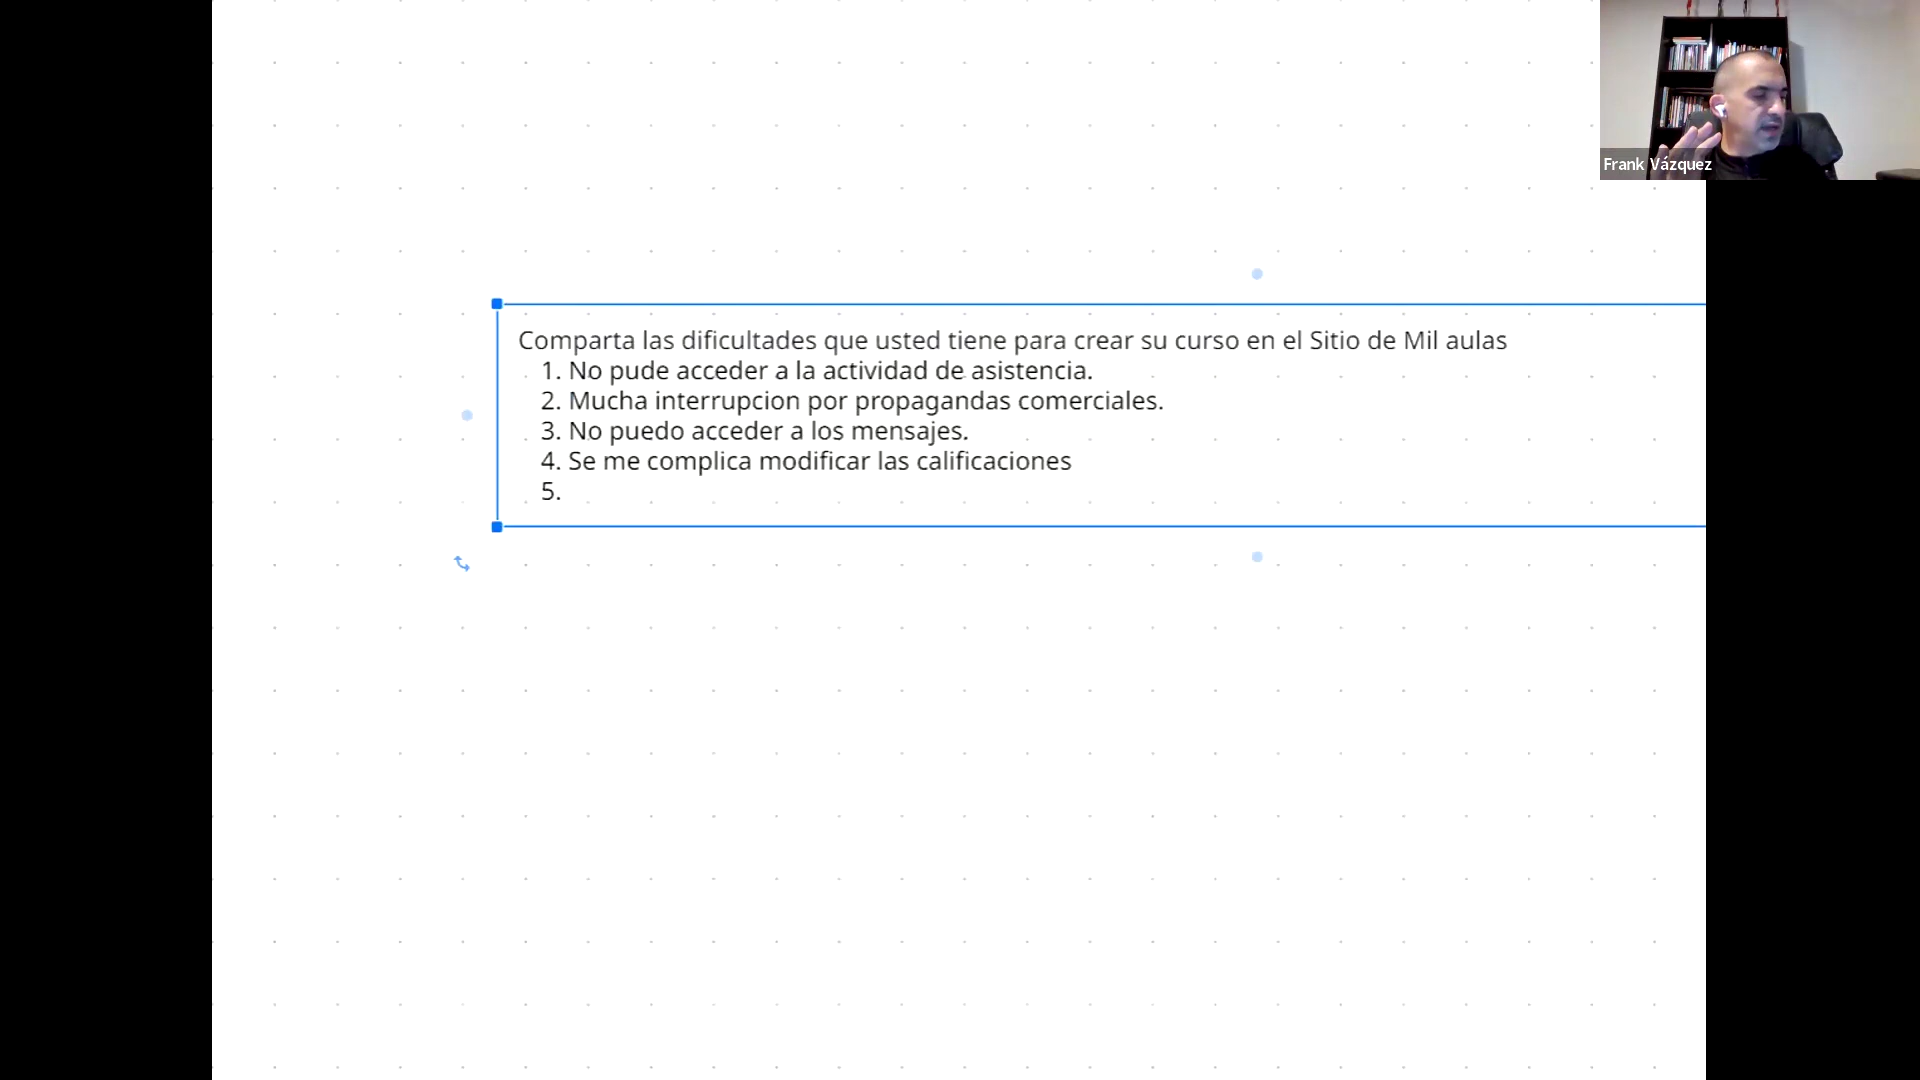 Frank Vázquez
Comparta las dificultades que usted tiene para crear su curso en el Sitio de Mil aulas
1. No pude acceder a la actividad de asistencia.
2. Mucha interrupcion por propagandas comerciales.
3. No puedo acceder a los mensajes.
4. Se me complica modificar las calificaciones
5.